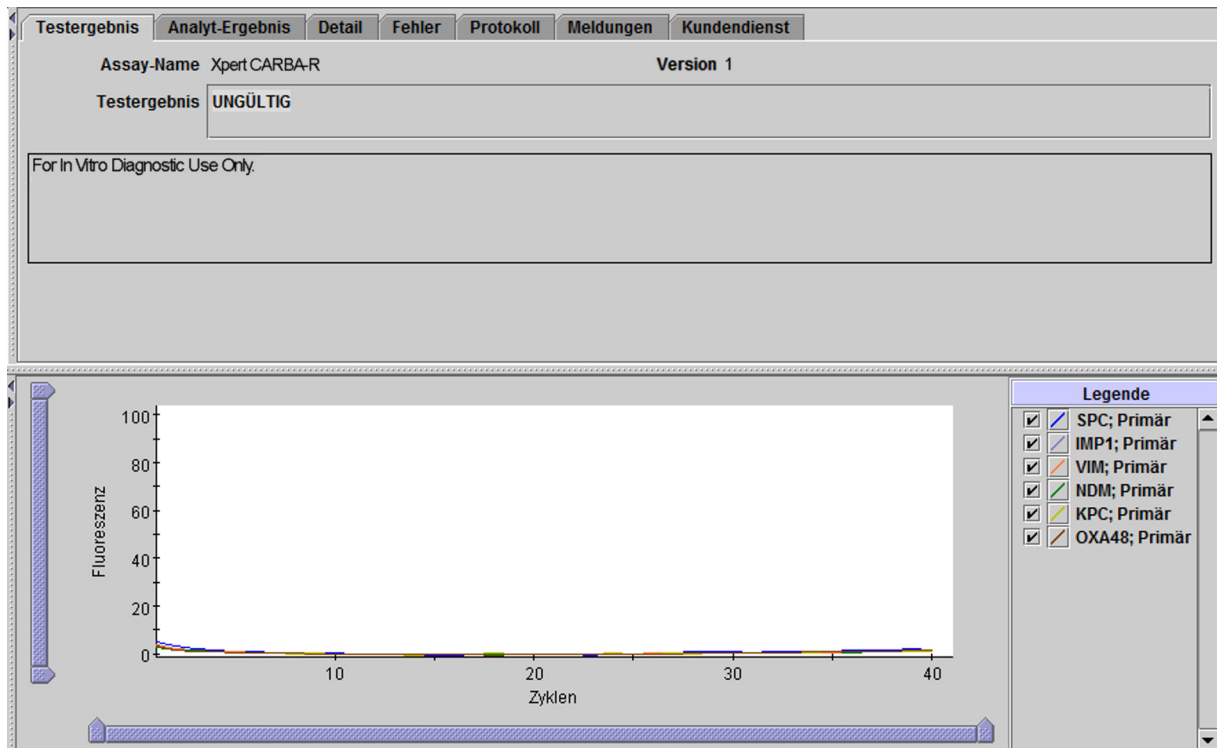 Testergebnis Analyt-Ergebnis Detail Fehler Protokoll Meldungen Kundendienst
Assay-Name Xpert CARBA-R Version 1
Testergebnis UNGÜLTIG
For In Vitro Diagnostic Use Only.
Legende
SPC; Primär
IMP1; Primär
VIM; Primär
NDM; Primär
KPC; Primär
OXA48; Primär
Fluoreszenz
100
80
60
40
20
0
10 20 30 40
Zyklen